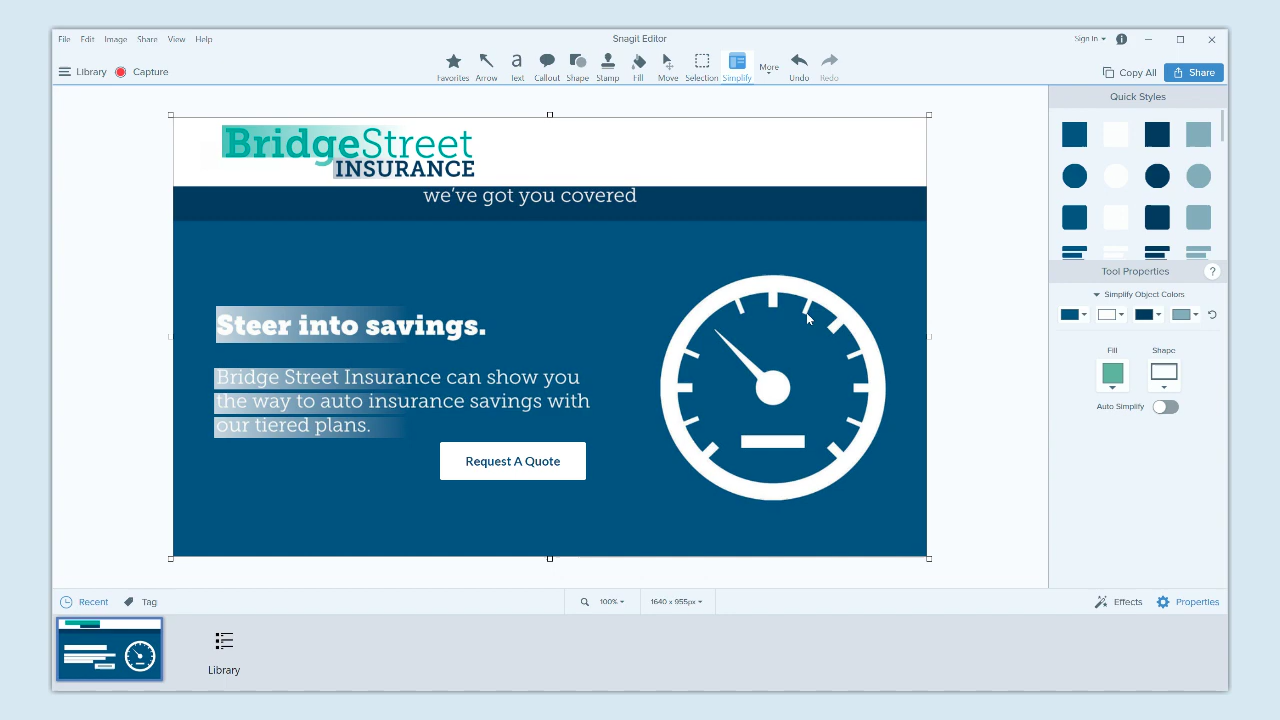 Snagit Editor
File Edit Image Share View Help
Sign In
Library Capture
Favorites Arrow Text Callout Shape Stamp Fill Move Selection Simplify More Undo Redo
Copy All Share
a
Quick Styles
BridgeStreet
INSURANCE
we've got you covered
Steer into savings.
Bridge Street Insurance can show you
the way to auto insurance savings with
our tiered plans.
Request A Quote
Tool Properties ?
Simplify Object Colors
Fill Shape
Auto Simplify
Recent Tag 100% 1640 x 955px Effects Properties
Library